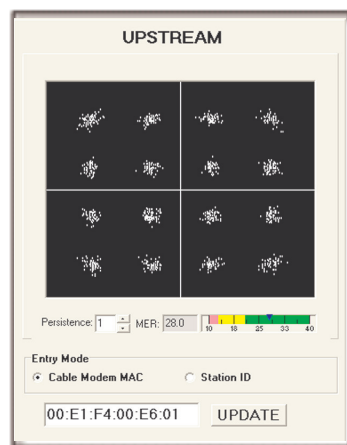 UPSTREAM
Persistence: 1 MER: 28.0
10 18 25 33 40
Entry Mode
Cable Modem MAC Station ID
00:E1:F4:00:E6:01 UPDATE